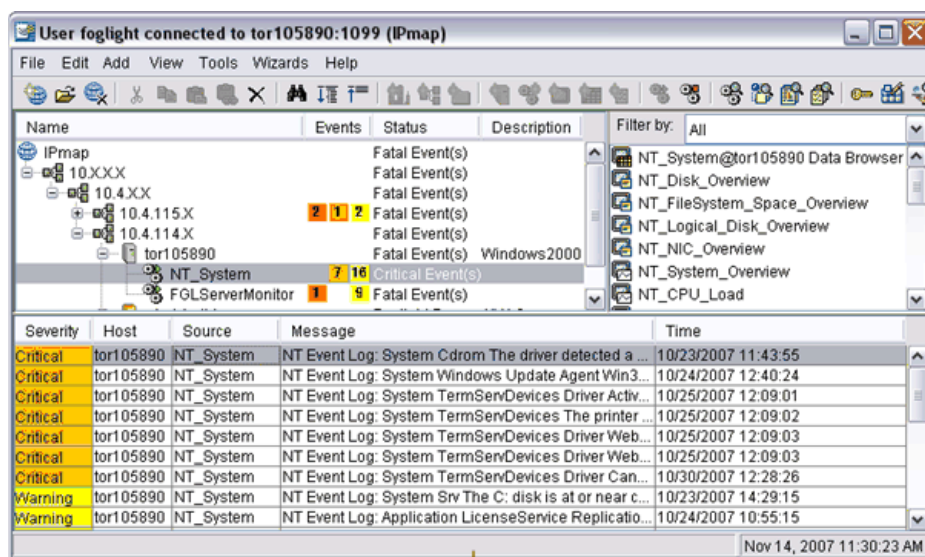 User foglight connected to tor105890:1099 (IPmap)
File Edit Add View Tools Wizards Help
Name Events Status Description
Filter by: All
IPmap Fatal Event(s)
10.X.X.X Fatal Event(s)
10.4.X.X Fatal Event(s)
10.4.115.X 2 1 2 Fatal Event(s)
10.4.114.X Fatal Event(s)
tor105890 Fatal Event(s) Windows2000
NT_System 7 16 Critical Event(s)
FGLServerMonitor 1 9 Fatal Event(s)
NT_System@tor105890 Data Browser
NT_Disk_Overview
NT_FileSystem_Space_Overview
NT_Logical_Disk_Overview
NT_NIC_Overview
NT_System_Overview
NT_CPU_Load
Severity Host Source Message Time
Critical tor105890 NT_System NT Event Log: System Cdrom The driver detected a ... 10/23/2007 11:43:55
Critical tor105890 NT_System NT Event Log: System Windows Update Agent Win3... 10/24/2007 12:40:24
Critical tor105890 NT_System NT Event Log: System TermServDevices Driver Activ... 10/25/2007 12:09:01
Critical tor105890 NT_System NT Event Log: System TermServDevices The printer ... 10/25/2007 12:09:02
Critical tor105890 NT_System NT Event Log: System TermServDevices Driver Web... 10/25/2007 12:09:03
Critical tor105890 NT_System NT Event Log: System TermServDevices Driver Web... 10/25/2007 12:09:03
Critical tor105890 NT_System NT Event Log: System TermServDevices Driver Can... 10/30/2007 12:28:26
Warning tor105890 NT_System NT Event Log: System Srv The C: disk is at or near c... 10/23/2007 14:29:15
Warning tor105890 NT_System NT Event Log: Application LicenseService Replicatio... 10/24/2007 10:55:15
Nov 14, 2007 11:30:23 AM